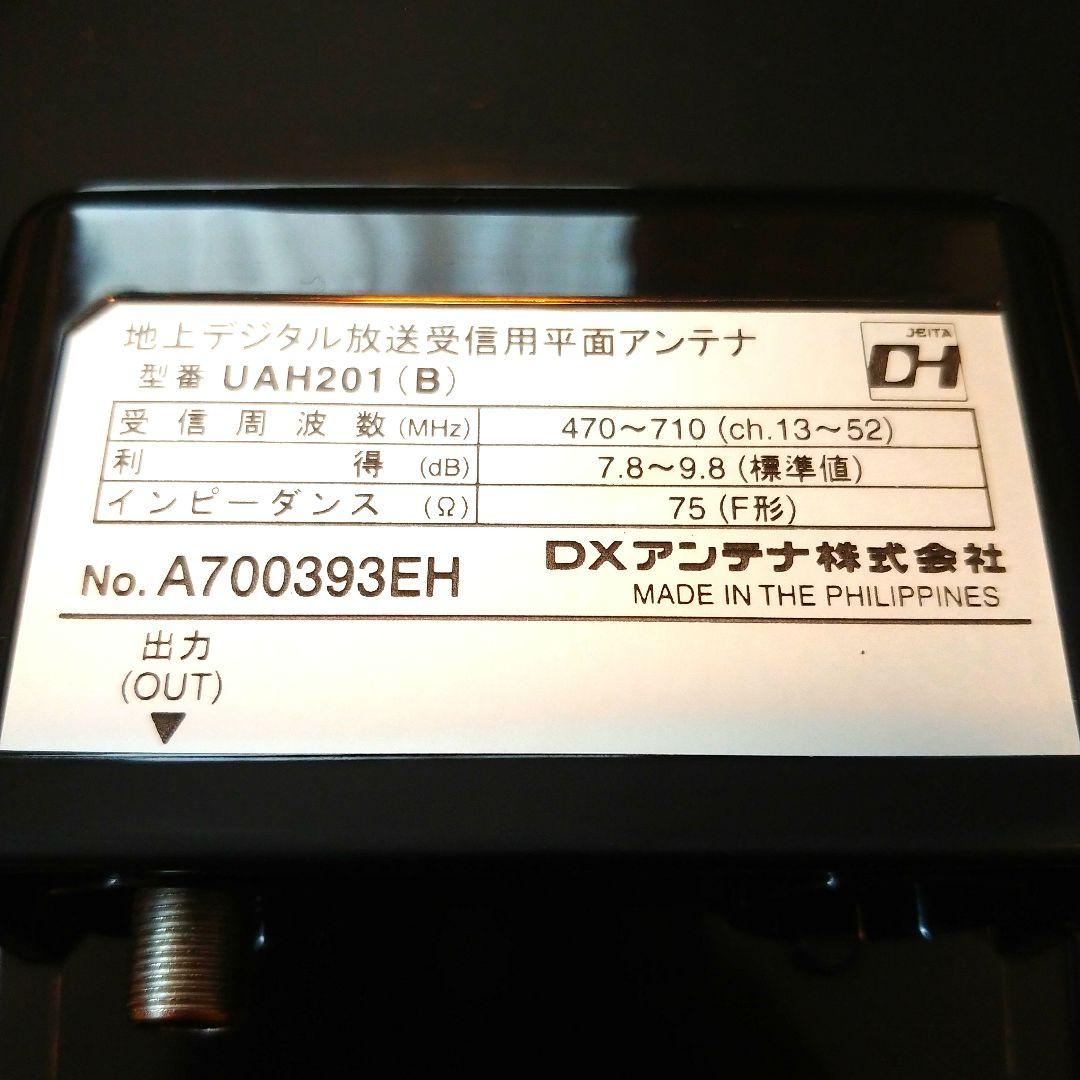 地上デジタル放送受信用平面アンテナ
JEITA
DH
型番 UAH201(B)
受信周波数(MHz) 470〜710(ch.13〜52)
利得(dB) 7.8〜9.8(標準値)
インピーダンス(Ω) 75(F形)
No. A700393EH
DXアンテナ株式会社
MADE IN THE PHILIPPINES
出力
(OUT)